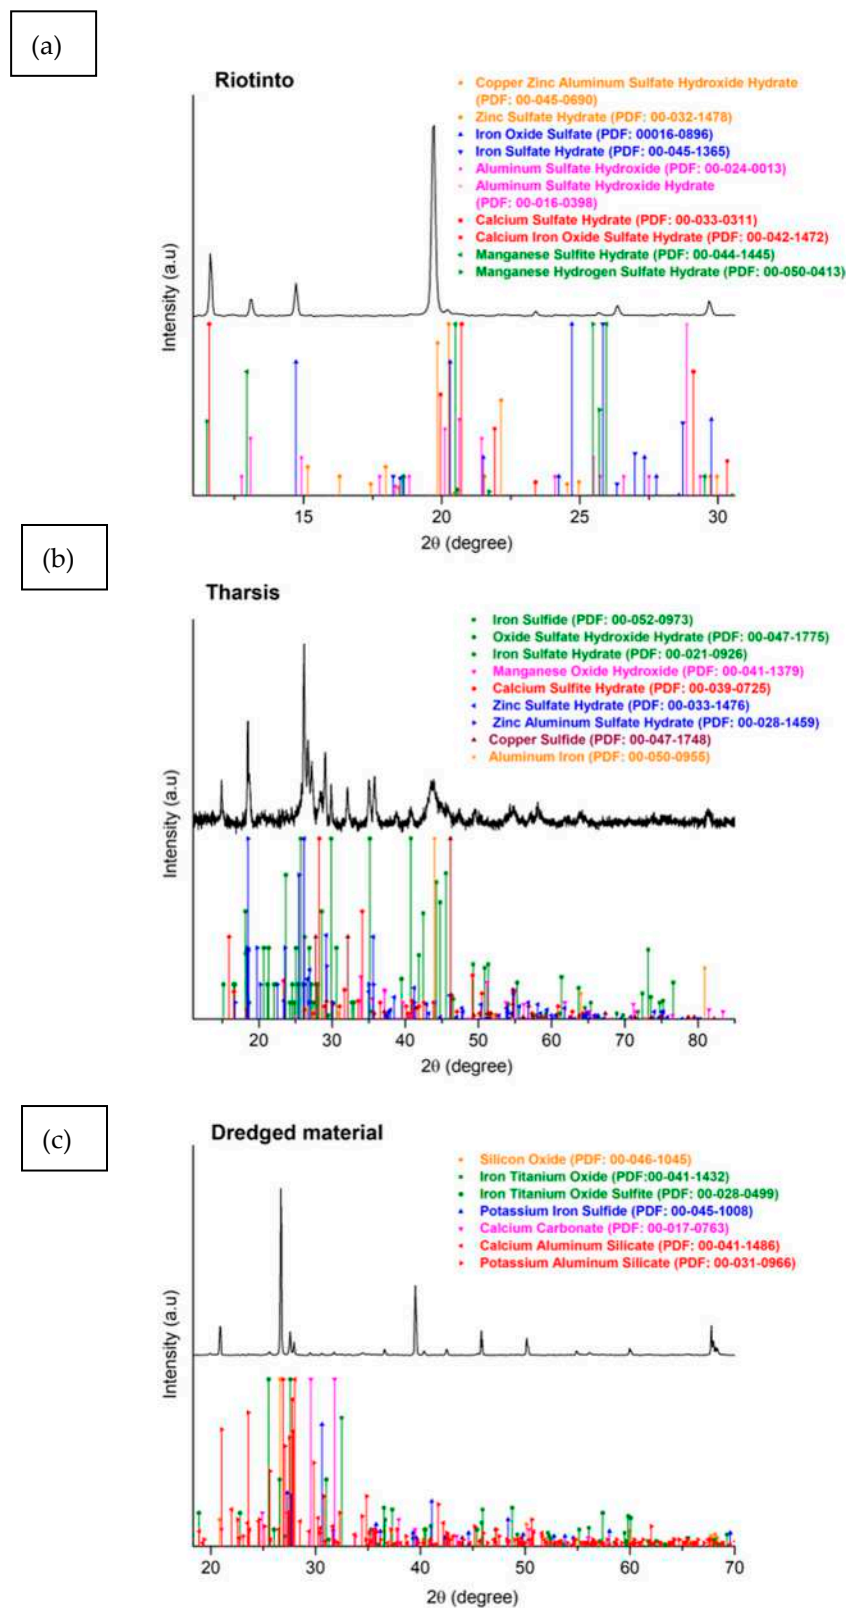 (a)
Riotinto
Copper Zinc Aluminum Sulfate Hydroxide Hydrate
(PDF: 00-045-0690)
Zinc Sulfate Hydrate (PDF: 00-032-1478)
Iron Oxide Sulfate (PDF: 00016-0896)
Iron Sulfate Hydrate (PDF: 00-045-1365)
Aluminum Sulfate Hydroxide (PDF: 00-024-0013)
Aluminum Sulfate Hydroxide Hydrate
(PDF: 00-016-0398)
Calcium Sulfate Hydrate (PDF: 00-033-0311)
Calcium Iron Oxide Sulfate Hydrate (PDF: 00-042-1472)
Manganese Sulfite Hydrate (PDF: 00-044-1445)
Manganese Hydrogen Sulfate Hydrate (PDF: 00-050-0413)
Intensity (a.u)
15 20 25 30
2θ (degree)
(b)
Tharsis
Iron Sulfide (PDF: 00-052-0973)
Oxide Sulfate Hydroxide Hydrate (PDF: 00-047-1775)
Iron Sulfate Hydrate (PDF: 00-021-0926)
Manganese Oxide Hydroxide (PDF: 00-041-1379)
Calcium Sulfite Hydrate (PDF: 00-039-0725)
Zinc Sulfate Hydrate (PDF: 00-033-1476)
Zinc Aluminum Sulfate Hydrate (PDF: 00-028-1459)
Copper Sulfide (PDF: 00-047-1748)
Aluminum Iron (PDF: 00-050-0955)
Intensity (a.u)
20 30 40 50 60 70 80
2θ (degree)
(c)
Dredged material
Silicon Oxide (PDF: 00-046-1045)
Iron Titanium Oxide (PDF:00-041-1432)
Iron Titanium Oxide Sulfite (PDF: 00-028-0499)
Potassium Iron Sulfide (PDF: 00-045-1008)
Calcium Carbonate (PDF: 00-017-0763)
Calcium Aluminum Silicate (PDF: 00-041-1486)
Potassium Aluminum Silicate (PDF: 00-031-0966)
Intensity (a.u)
20 30 40 50 60 70
2θ (degree)